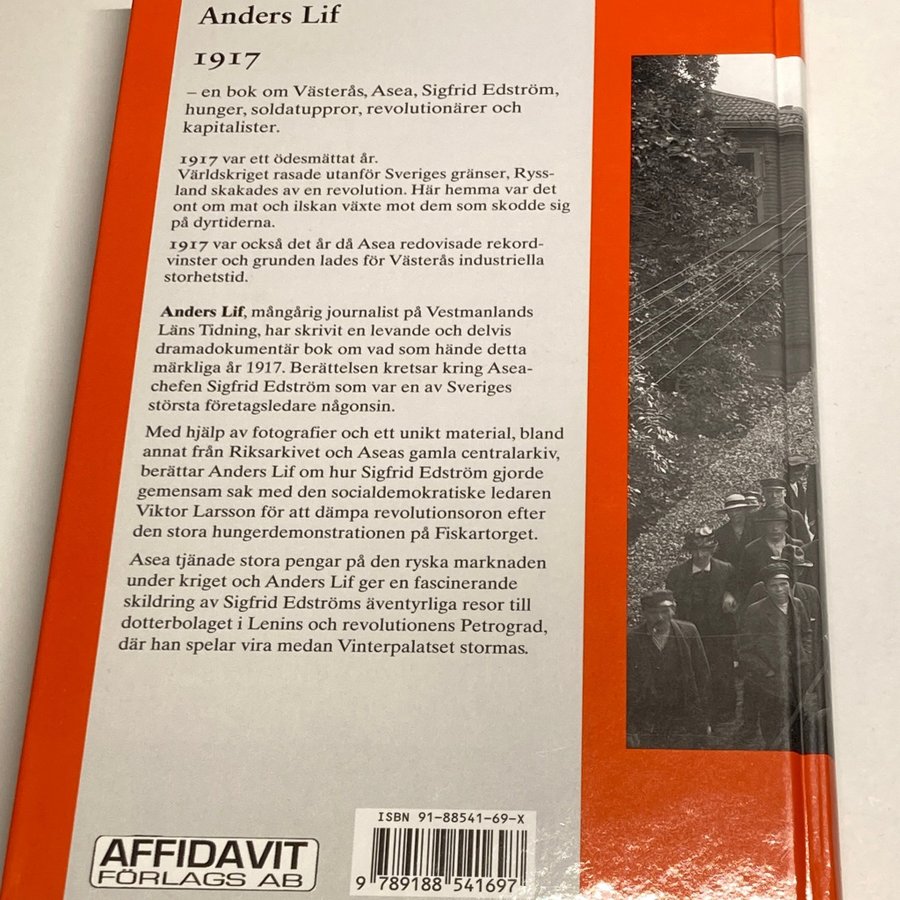 Anders Lif
1917
– en bok om Västerås, Asea, Sigfrid Edström,
hunger, soldatuppror, revolutionärer och
kapitalister.
1917 var ett ödesmättat år.
Världskriget rasade utanför Sveriges gränser, Ryss-
land skakades av en revolution. Här hemma var det
ont om mat och ilskan växte mot dem som skodde sig
på dyrtiderna.
1917 var också det år då Asea redovisade rekord-
vinster och grunden lades för Västerås industriella
storhetstid.
Anders Lif, mångårig journalist på Vestmanlands
Läns Tidning, har skrivit en levande och delvis
dramadokumentär bok om vad som hände detta
märkliga år 1917. Berättelsen kretsar kring Asea-
chefen Sigfrid Edström som var en av Sveriges
största företagsledare någonsin.
Med hjälp av fotografier och ett unikt material, bland
annat från Riksarkivet och Aseas gamla centralarkiv,
berättar Anders Lif om hur Sigfrid Edström gjorde
gemensam sak med den socialdemokratiske ledaren
Viktor Larsson för att dämpa revolutionsoron efter
den stora hungerdemonstrationen på Fiskartorget.
Asea tjänade stora pengar på den ryska marknaden
under kriget och Anders Lif ger en fascinerande
skildring av Sigfrid Edströms äventyrliga resor till
dotterbolaget i Lenins och revolutionens Petrograd,
där han spelar vira medan Vinterpalatset stormas.
ISBN 91-88541-69-X
9 789188 541697
AFFIDAVIT
FÖRLAGS AB